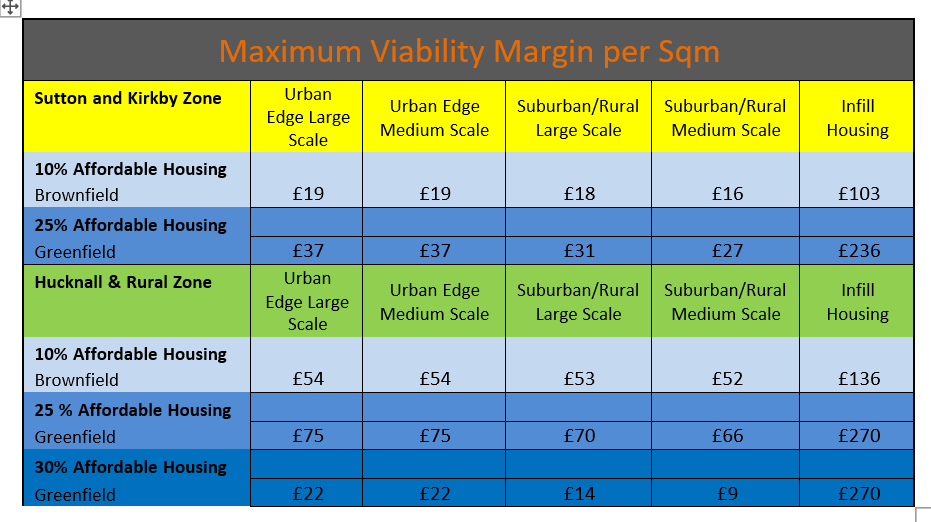 Maximum Viability Margin per Sqm
Sutton and Kirkby Zone
Urban
Edge Large
Scale
Urban Edge
Medium Scale
Suburban/Rural
Large Scale
Suburban/Rural
Medium Scale
Infill
Housing
10% Affordable Housing
Brownfield £19 £19 £18 £16 £103
25% Affordable Housing
Greenfield £37 £37 £31 £27 £236
Hucknall & Rural Zone
Urban
Edge Large
Scale
Urban Edge
Medium Scale
Suburban/Rural
Large Scale
Suburban/Rural
Medium Scale
Infill
Housing
10% Affordable Housing
Brownfield £54 £54 £53 £52 £136
25 % Affordable Housing
Greenfield £75 £75 £70 £66 £270
30% Affordable Housing
Greenfield £22 £22 £14 £9 £270